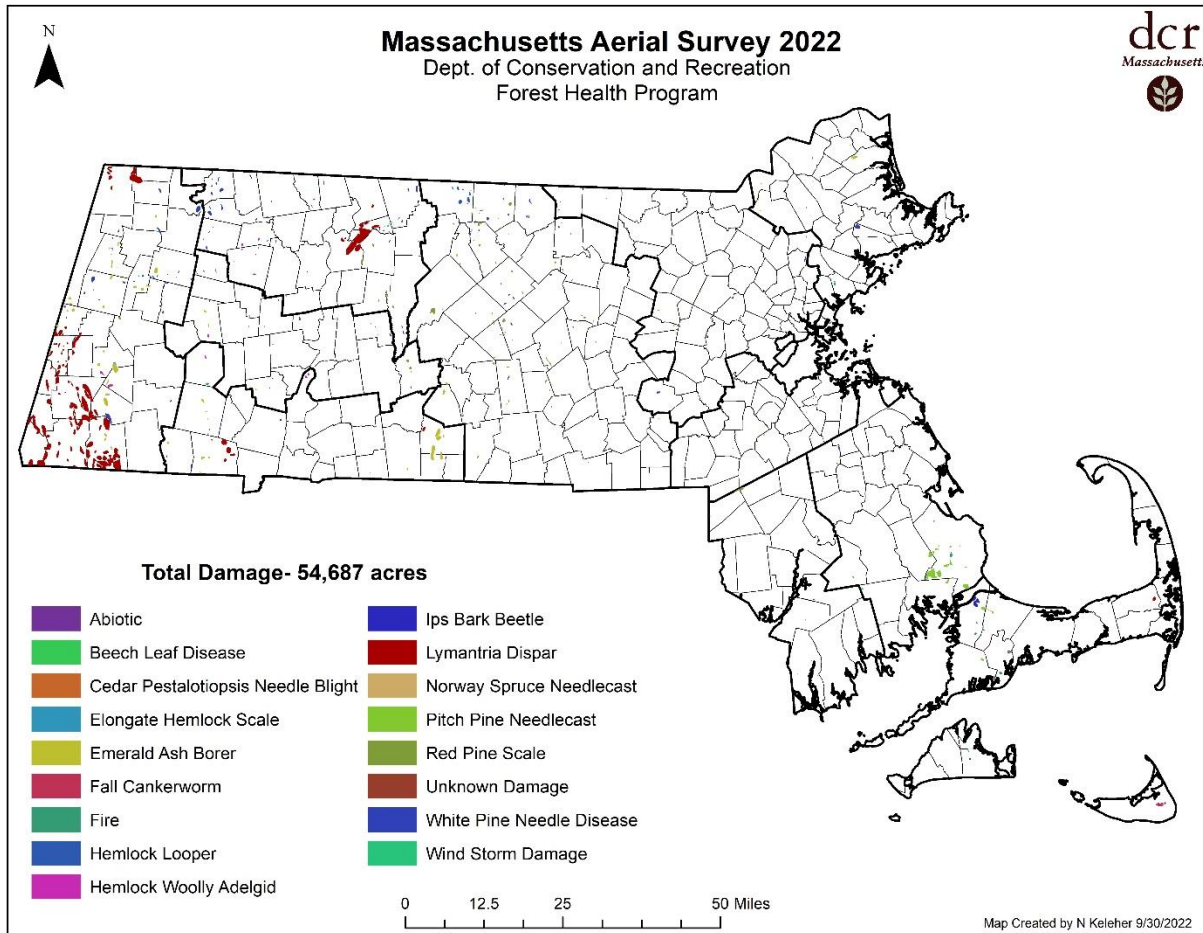 N
Massachusetts Aerial Survey 2022
Dept. of Conservation and Recreation
Forest Health Program
dcr
Massachusetts
Total Damage- 54,687 acres
Abiotic
Beech Leaf Disease
Cedar Pestalotiopsis Needle Blight
Elongate Hemlock Scale
Emerald Ash Borer
Fall Cankerworm
Fire
Hemlock Looper
Hemlock Woolly Adelgid
Ips Bark Beetle
Lymantria Dispar
Norway Spruce Needlecast
Pitch Pine Needlecast
Red Pine Scale
Unknown Damage
White Pine Needle Disease
Wind Storm Damage
0 12.5 25 50 Miles
Map Created by N Keleher 9/30/2022